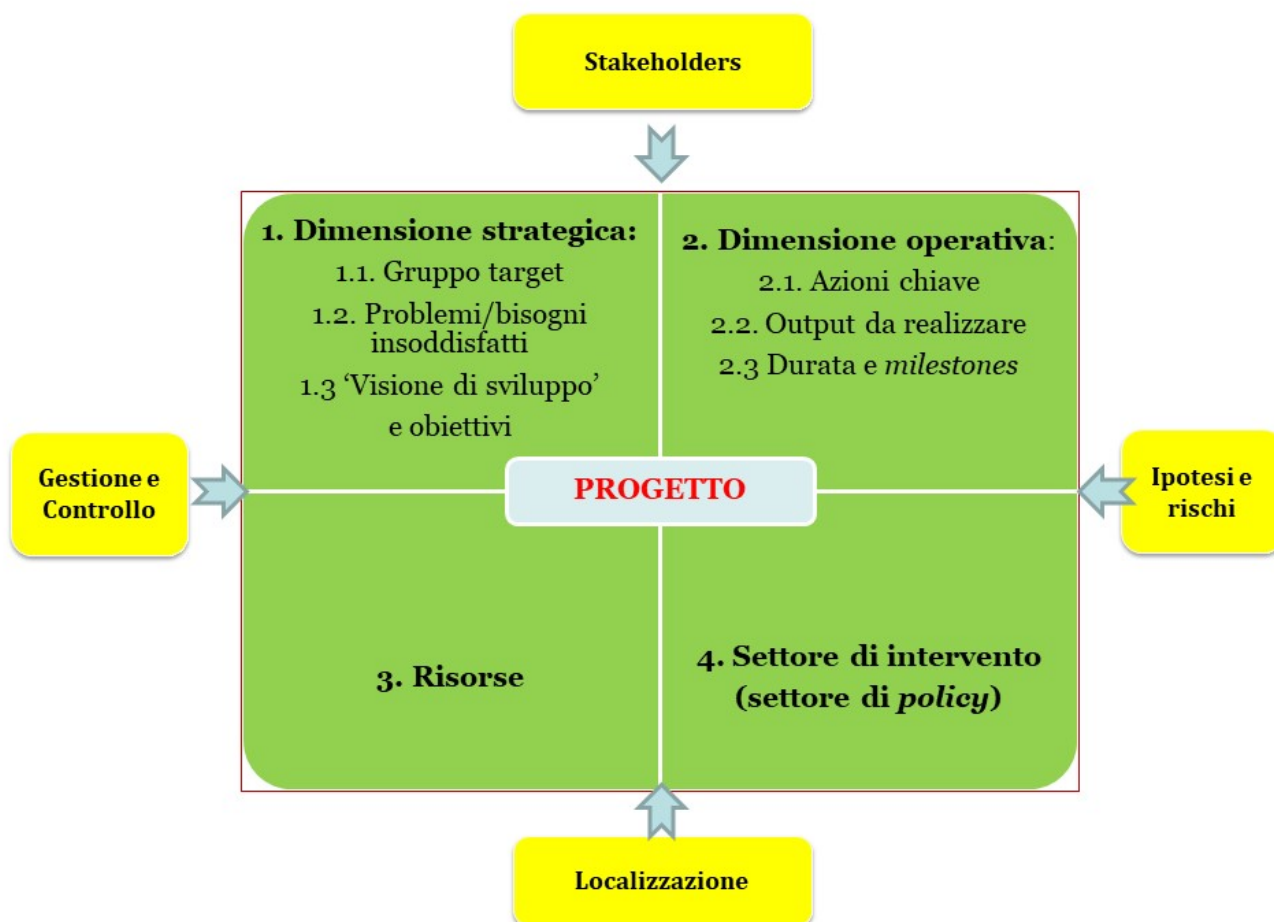 Stakeholders
1. Dimensione strategica:
1.1. Gruppo target
1.2. Problemi/bisogni
insoddisfatti
1.3 ‘Visione di sviluppo’
e obiettivi
2. Dimensione operativa:
2.1. Azioni chiave
2.2. Output da realizzare
2.3 Durata e milestones
Gestione e
Controllo
PROGETTO
Ipotesi e
rischi
3. Risorse
4. Settore di intervento
(settore di policy)
Localizzazione